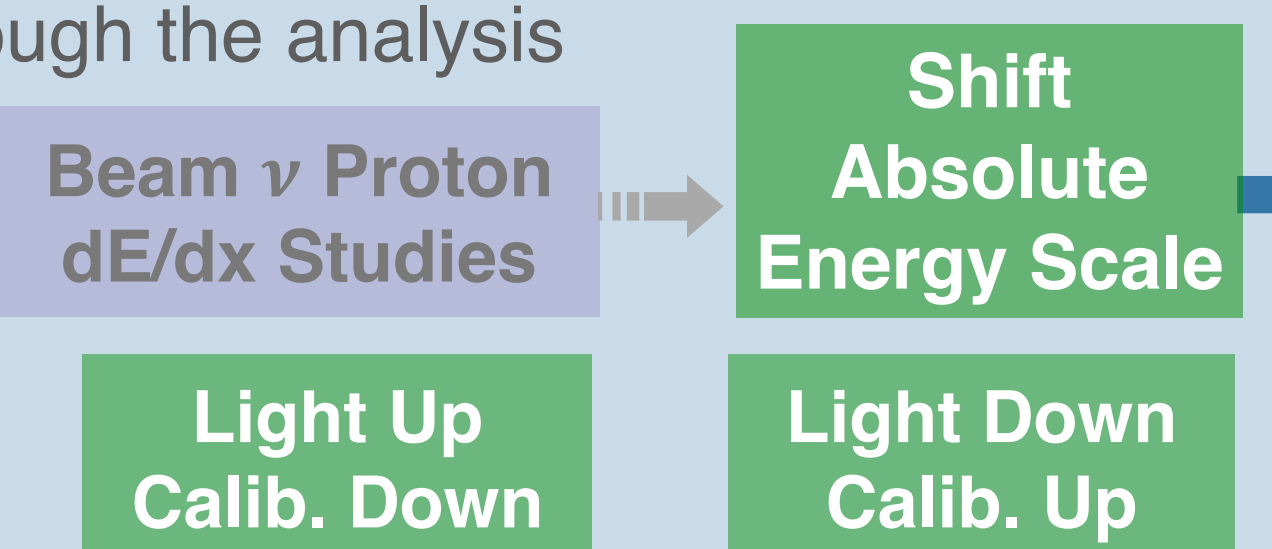 ough the analysis
Beam ν Proton
dE/dx Studies
Shift
Absolute
Energy Scale
Light Up
Calib. Down
Light Down
Calib. Up